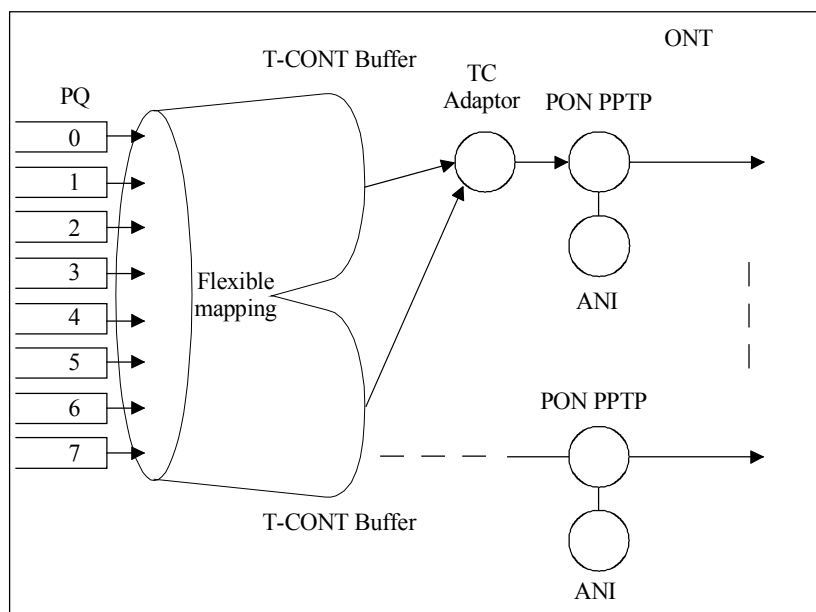 ONT
T-CONT Buffer
TC
Adaptor
PON PPTP
PQ
0
1
2
3
4
5
6
7
Flexible
mapping
ANI
PON PPTP
T-CONT Buffer
ANI